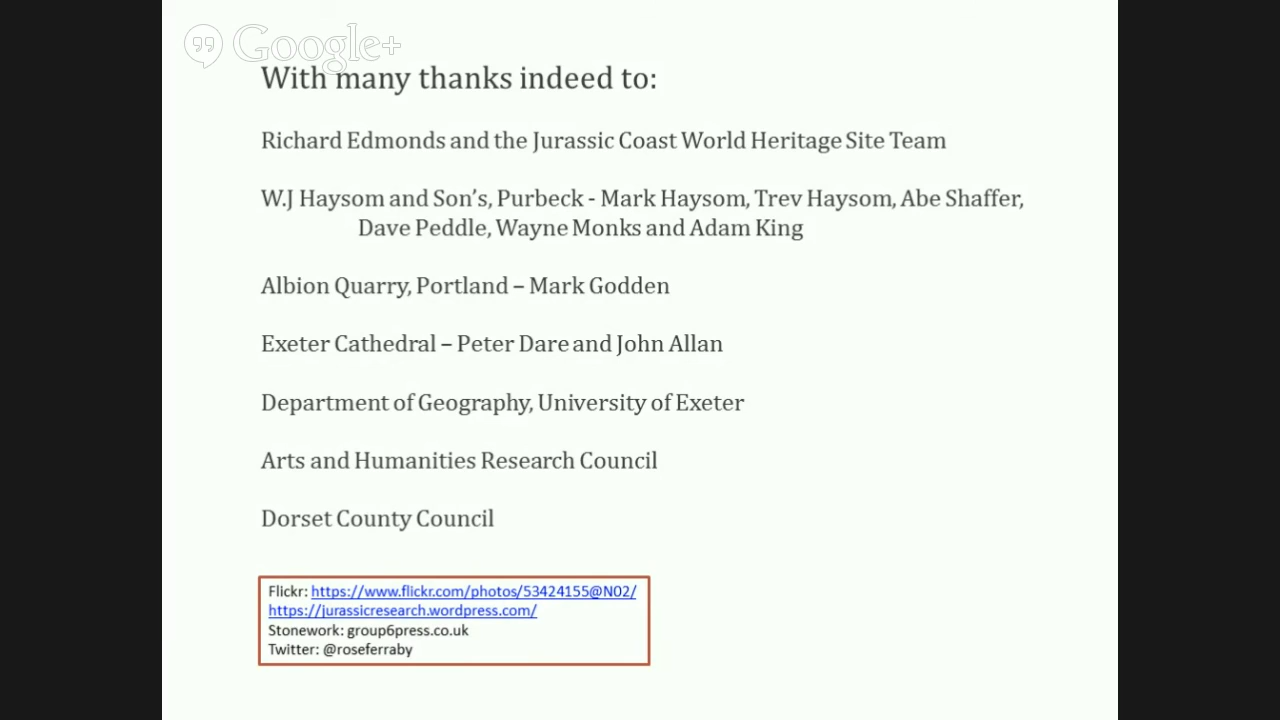 Google+
With many thanks indeed to:
Richard Edmonds and the Jurassic Coast World Heritage Site Team
W.J Haysom and Son's, Purbeck - Mark Haysom, Trev Haysom, Abe Shaffer,
Dave Peddle, Wayne Monks and Adam King
Albion Quarry, Portland – Mark Godden
Exeter Cathedral – Peter Dare and John Allan
Department of Geography, University of Exeter
Arts and Humanities Research Council
Dorset County Council
Flickr: https://www.flickr.com/photos/53424155@N02/
https://jurassicresearch.wordpress.com/
Stonework: group6press.co.uk
Twitter: @roseferraby